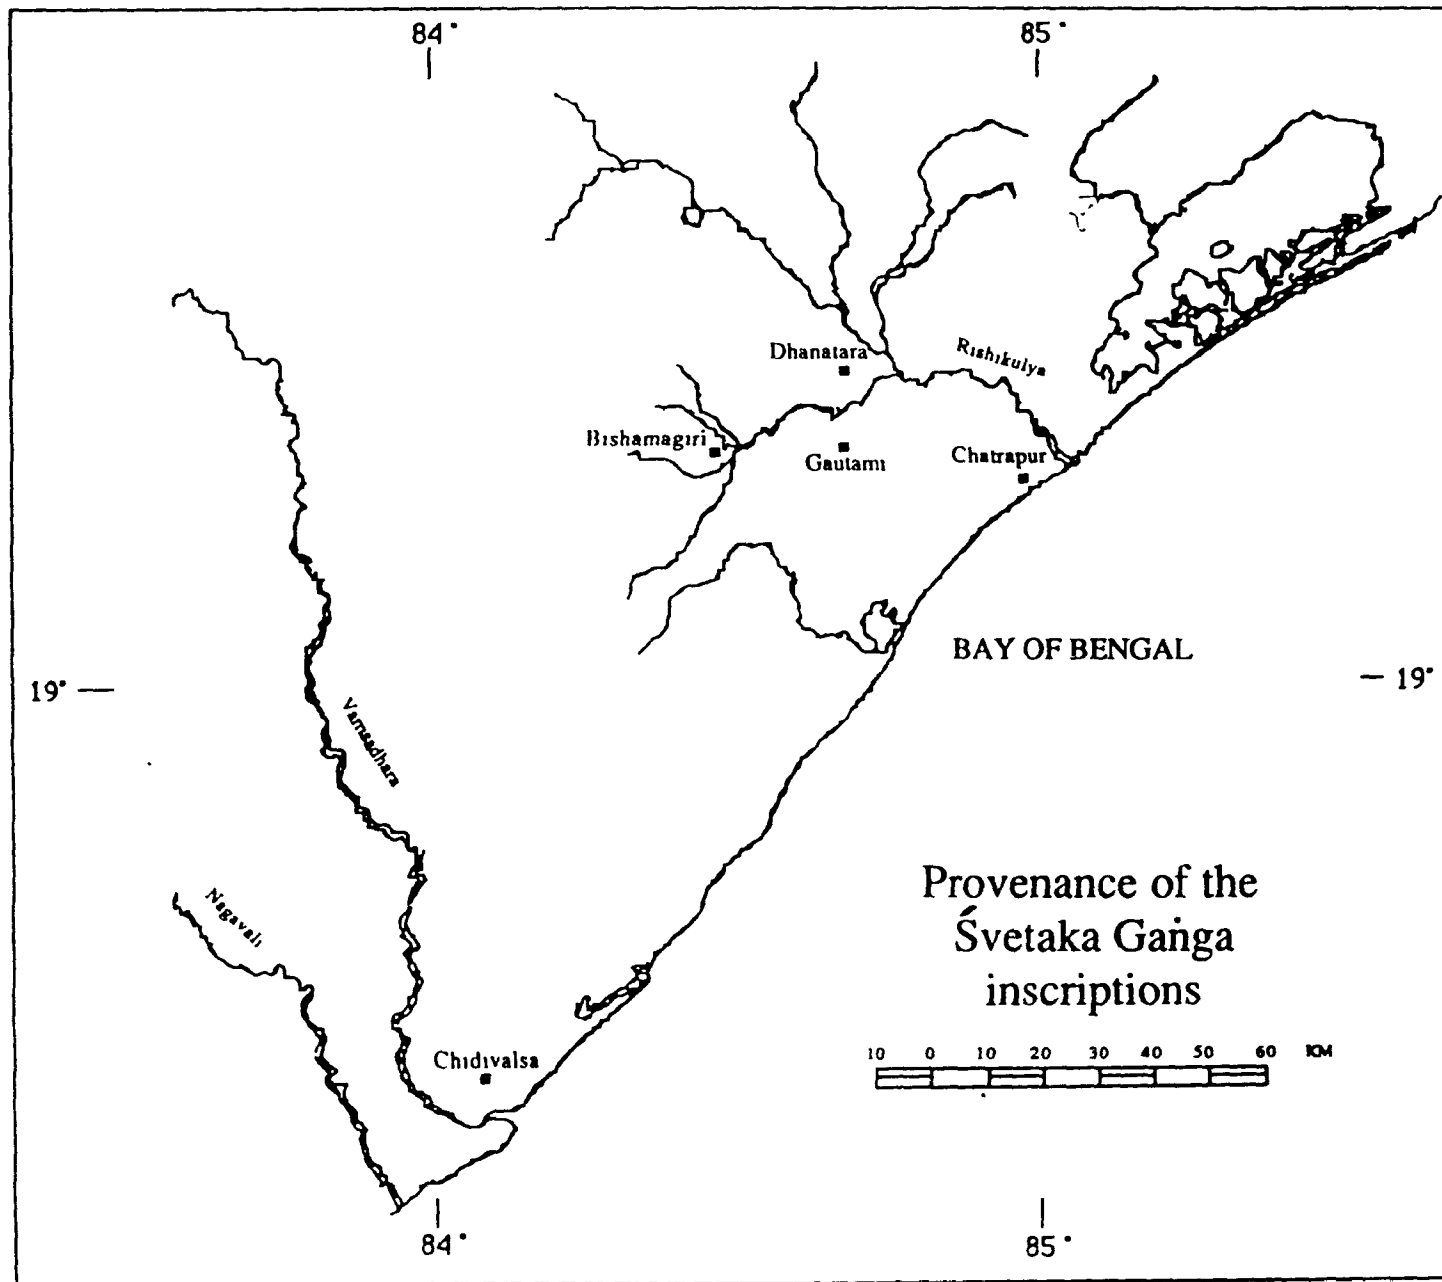 84°
85°
Dhanatara
Rishikulya
Bishamagiri
Gautami
Chatrapur
BAY OF BENGAL
19°
19°
Vamsadhara
Nagavali
Provenance of the
Śvetaka Gaṅga
inscriptions
10 0 10 20 30 40 50 60 KM
Chidivalsa
84°
85°